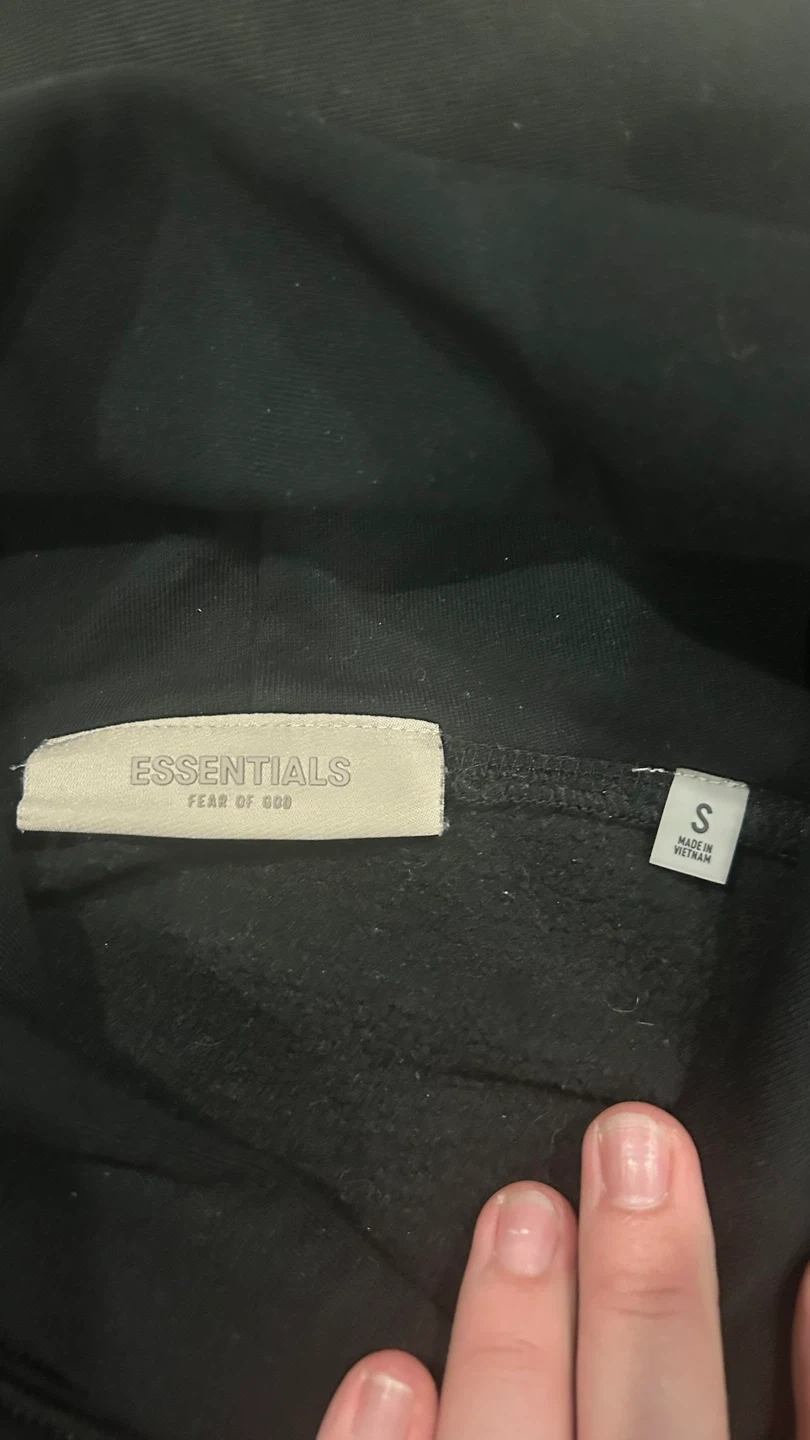 ESSENTIALS
FEAR OF GOD
S
MADE IN
VIETNAM